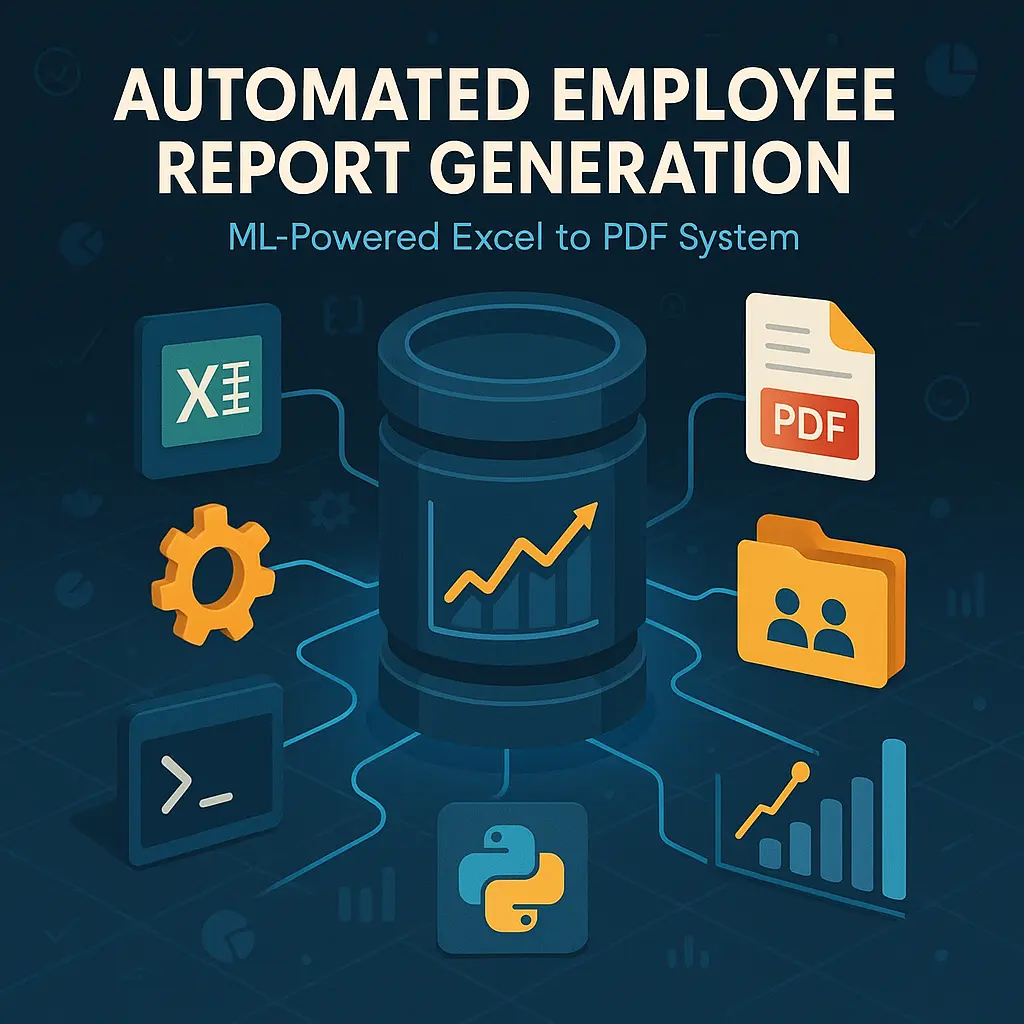 AUTOMATED EMPLOYEE
REPORT GENERATION
ML-Powered Excel to PDF System
X
PDF
>_